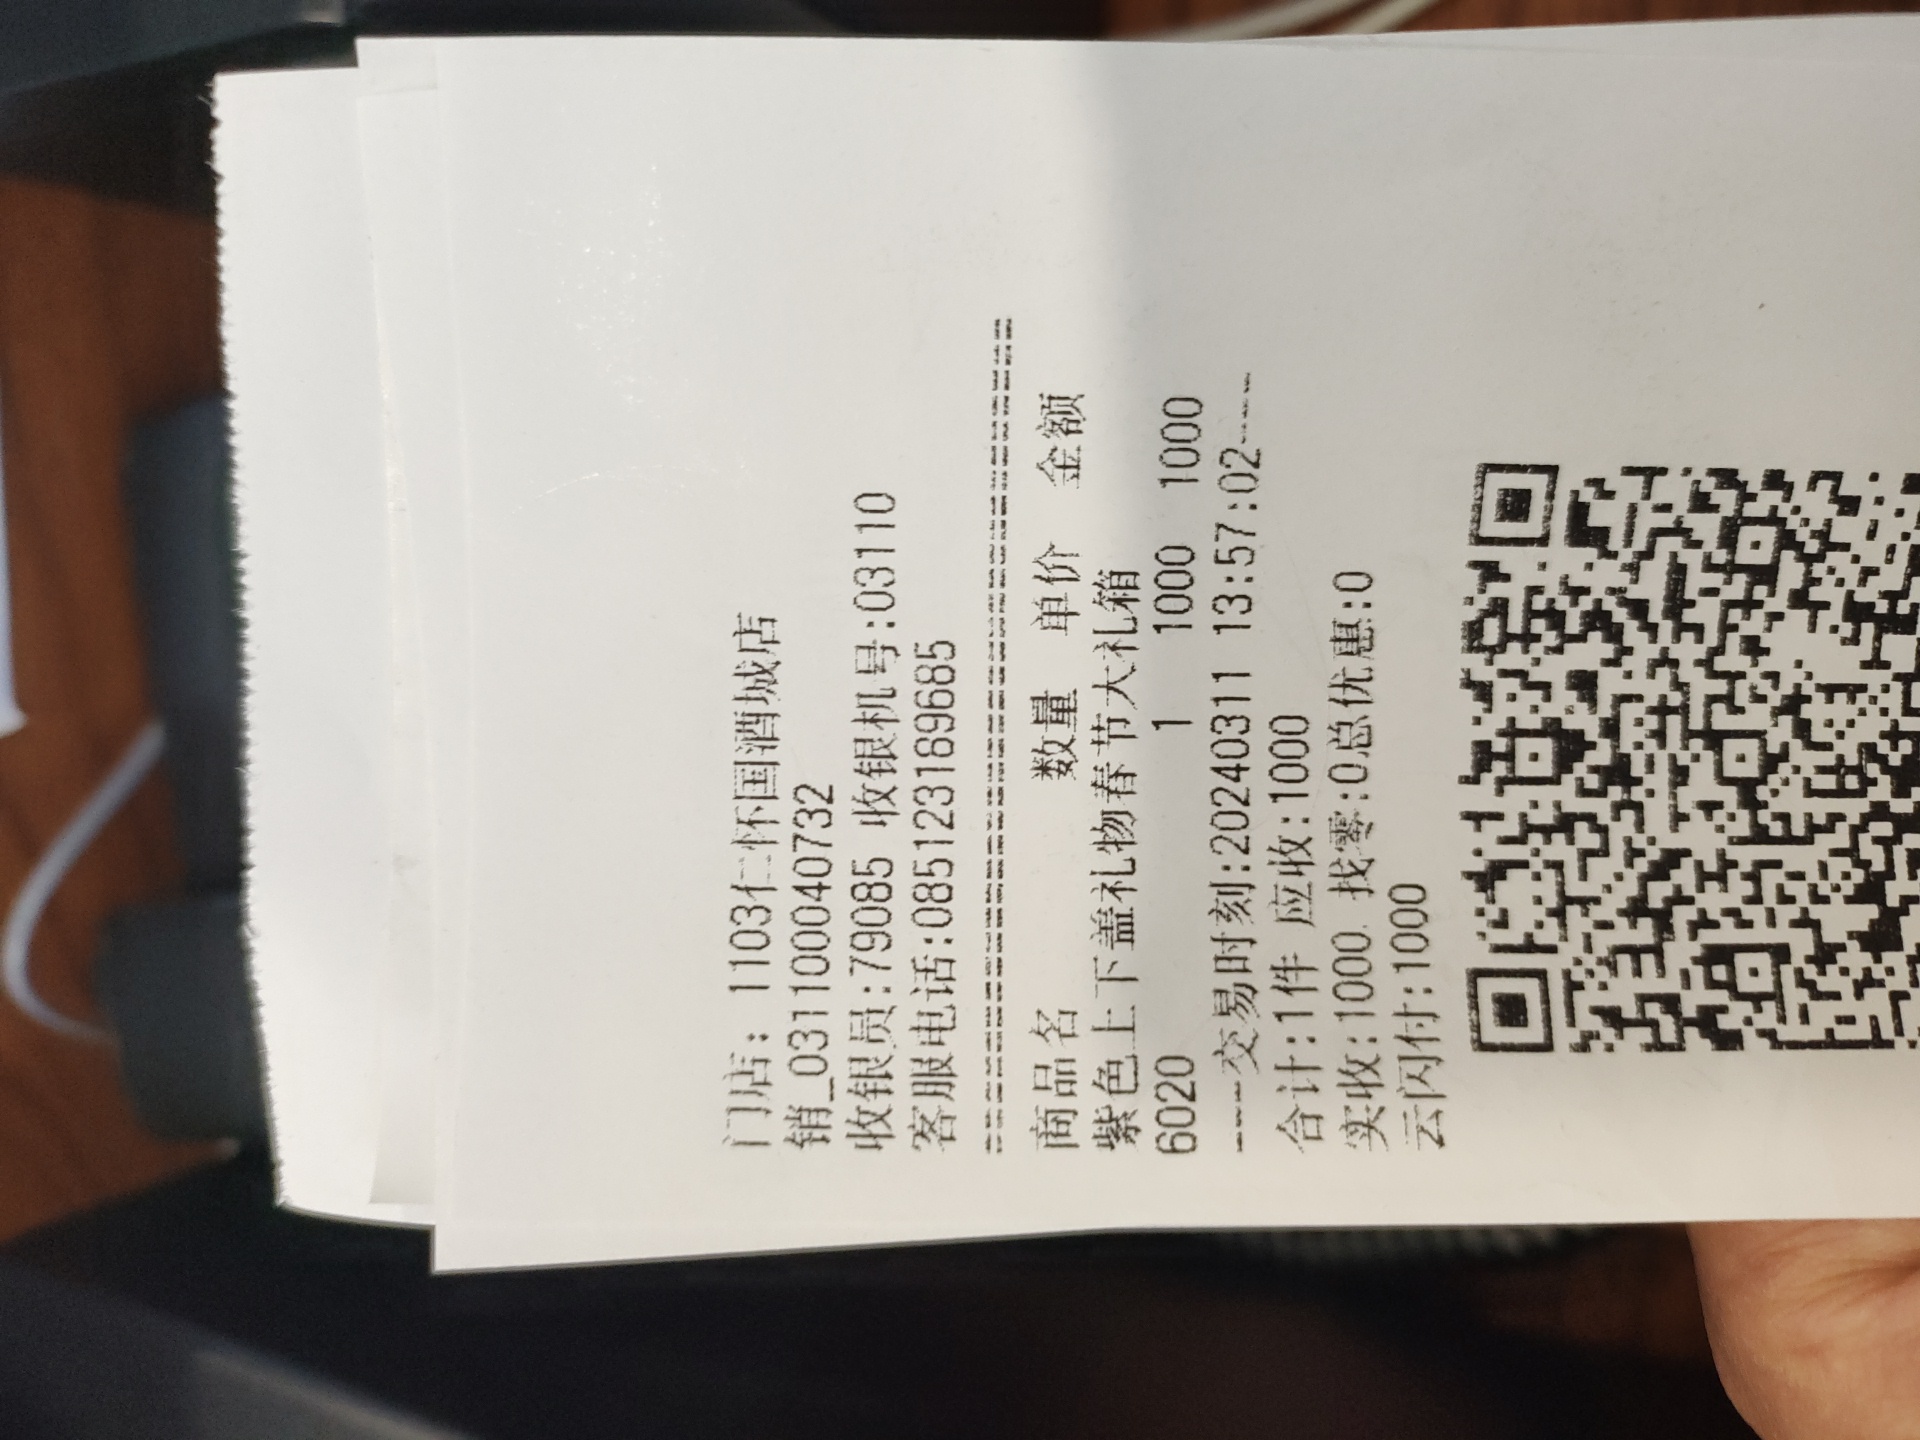 门店: 1103仁怀国酒城店
销_03110040732
收银员:79085 收银机号:03110
客服电话:085123189685
================================
商品名 数量 单价 金额
紫色上下盖礼物春节大礼箱
6020 1 1000 1000
----交易时刻:20240311 13:57:02----
合计:1件 应收:1000
实收:1000 找零:0总优惠:0
云闪付:1000